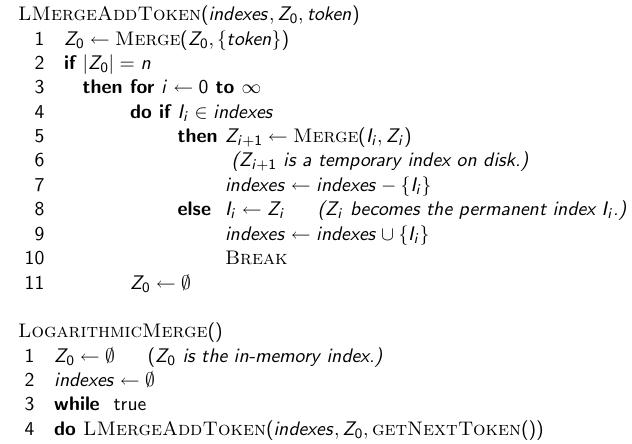 LMergeAddToken(indexes, Z₀, token)
1 Z₀ ← Merge(Z₀, {token})
2 if |Z₀| = n
3 then for i ← 0 to ∞
4 do if Iᵢ ∈ indexes
5 then Zᵢ₊₁ ← Merge(Iᵢ, Zᵢ)
6 (Zᵢ₊₁ is a temporary index on disk.)
7 indexes ← indexes − {Iᵢ}
8 else Iᵢ ← Zᵢ (Zᵢ becomes the permanent index Iᵢ.)
9 indexes ← indexes ∪ {Iᵢ}
10 Break
11 Z₀ ← ∅
LogarithmicMerge()
1 Z₀ ← ∅ (Z₀ is the in-memory index.)
2 indexes ← ∅
3 while true
4 do LMergeAddToken(indexes, Z₀, getNextToken())